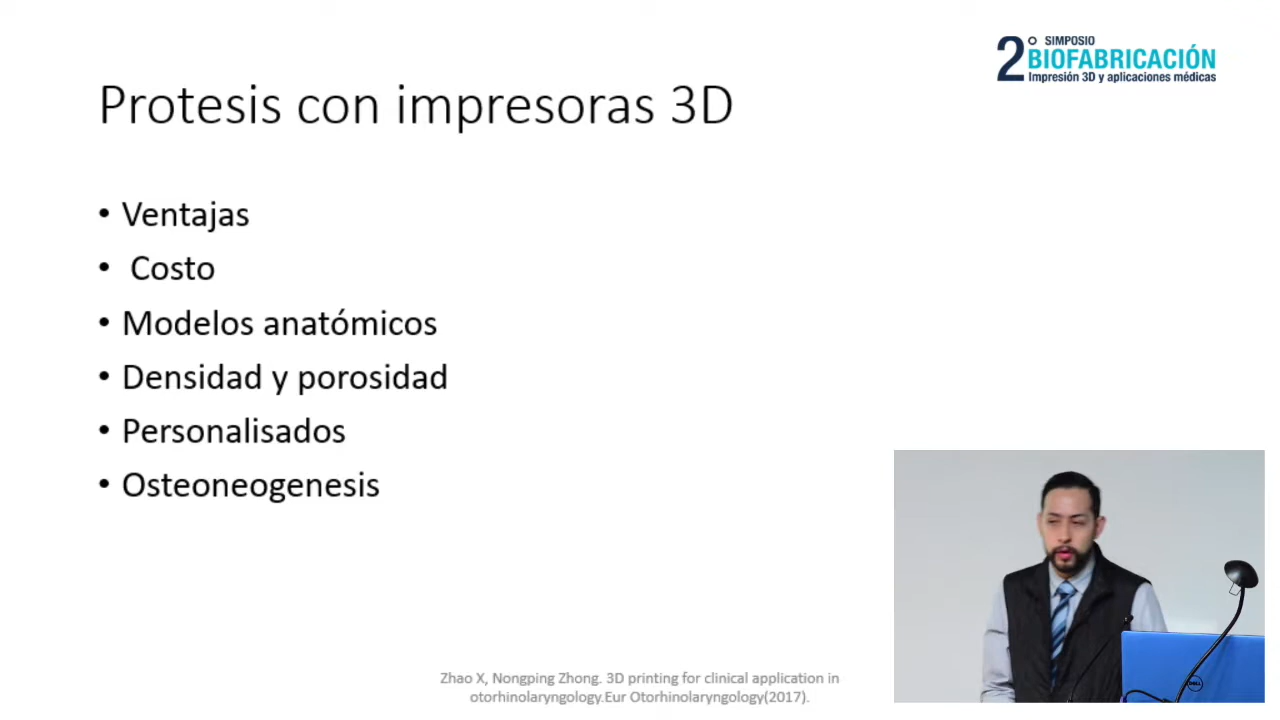 2° SIMPOSIO
BIOFABRICACIÓN
Impresión 3D y aplicaciones médicas
Protesis con impresoras 3D
• Ventajas
• Costo
• Modelos anatómicos
• Densidad y porosidad
• Personalisados
• Osteoneogenesis
DELL
Zhao X, Nongping Zhong. 3D printing for clinical application in
otorhinolaryngology.Eur Otorhinolaryngology(2017).